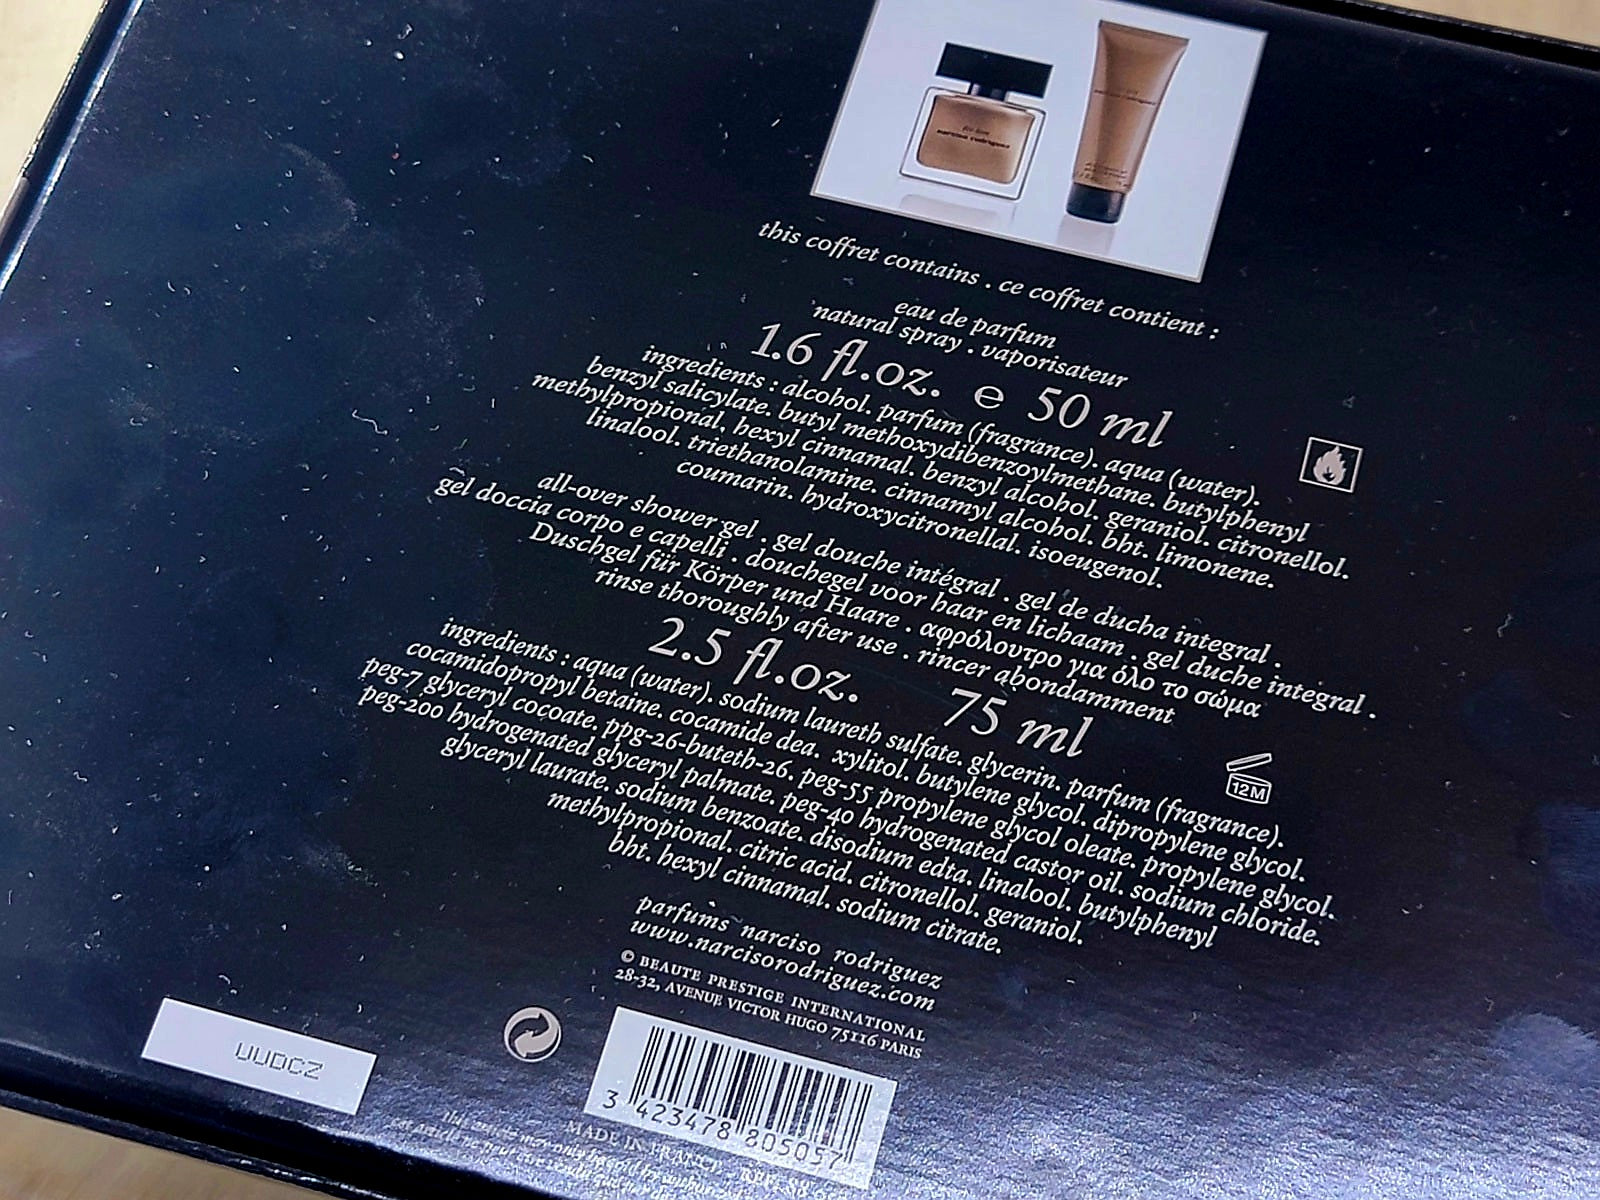 for her
narciso rodriguez
narciso rodriguez
this coffret contains . ce coffret contient :
eau de parfum
natural spray . vaporisateur
1.6 fl.oz. ℮ 50 ml
ingredients : alcohol. parfum (fragrance). aqua (water).
benzyl salicylate. butyl methoxydibenzoylmethane. butylphenyl
methylpropional. hexyl cinnamal. benzyl alcohol. geraniol. citronellol.
linalool. triethanolamine. cinnamyl alcohol. bht. limonene.
coumarin. hydroxycitronellal. isoeugenol.
all-over shower gel . gel douche intégral . gel de ducha integral .
gel doccia corpo e capelli . douchegel voor haar en lichaam . gel duche integral .
Duschgel für Körper und Haare . αφρόλουτρο για όλο το σώμα
rinse thoroughly after use . rincer abondamment
2.5 fl.oz. 75 ml
ingredients : aqua (water). sodium laureth sulfate. glycerin. parfum (fragrance).
cocamidopropyl betaine. cocamide dea. xylitol. butylene glycol. dipropylene glycol.
peg-7 glyceryl cocoate. ppg-26-buteth-26. peg-55 propylene glycol oleate. propylene glycol.
peg-200 hydrogenated glyceryl palmate. peg-40 hydrogenated castor oil. sodium chloride.
glyceryl laurate. sodium benzoate. disodium edta. linalool. butylphenyl
methylpropional. citric acid. citronellol. geraniol.
bht. hexyl cinnamal. sodium citrate.
12M
parfums narciso rodriguez
www.narcisorodriguez.com
© BEAUTE PRESTIGE INTERNATIONAL
28-32, AVENUE VICTOR HUGO 75116 PARIS
3 423478 805057
MADE IN FRANCE